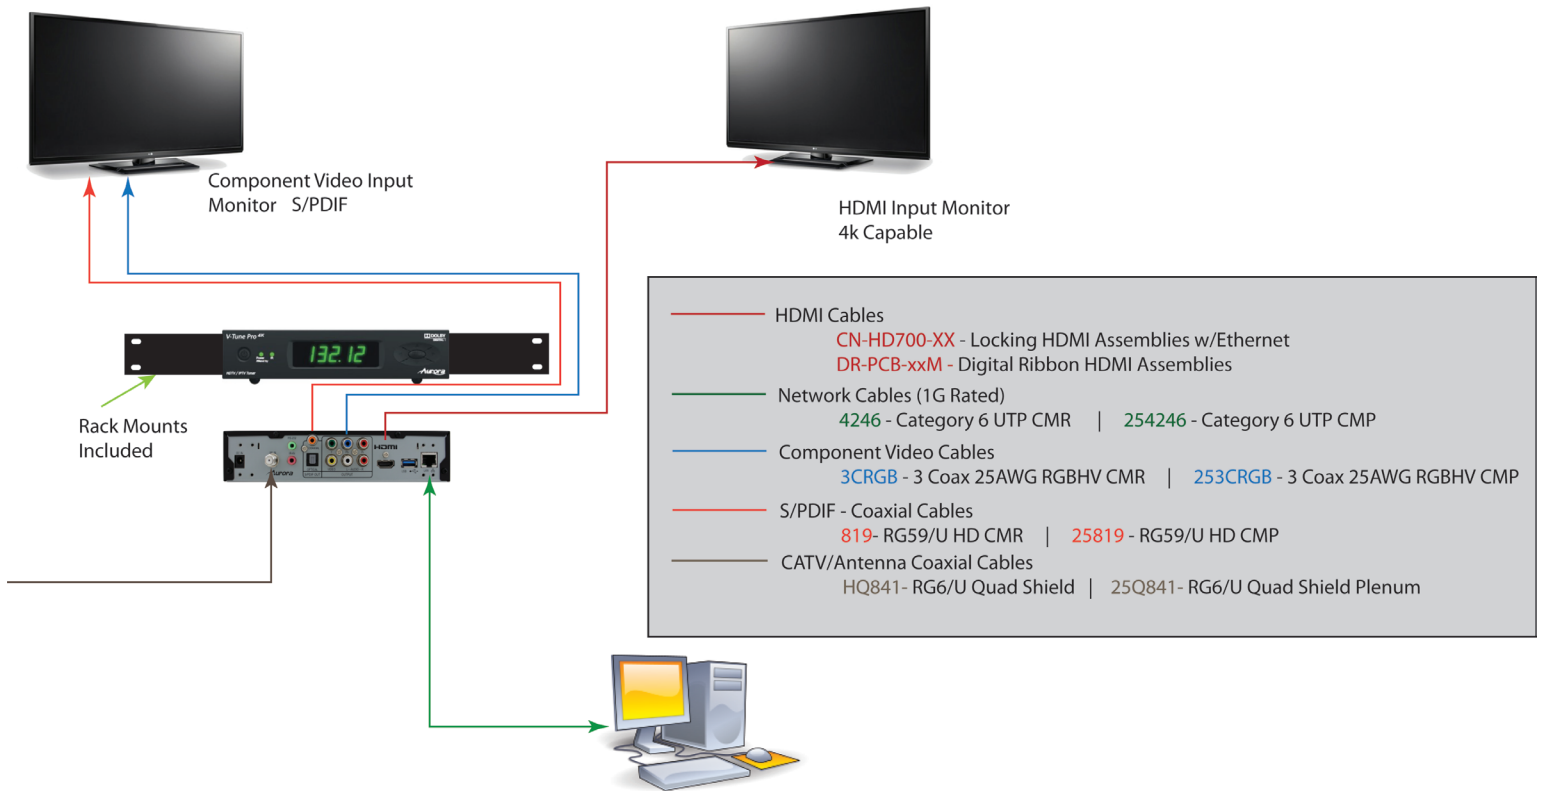 Component Video Input
Monitor S/PDIF
HDMI Input Monitor
4k Capable
V-Tune Pro 4K
DOLBY
132.12
HDTV / IPTV Tuner
Aurora
Rack Mounts
Included
HDMI
Aurora
HDMI Cables
CN-HD700-XX - Locking HDMI Assemblies w/Ethernet
DR-PCB-xxM - Digital Ribbon HDMI Assemblies
Network Cables (1G Rated)
4246 - Category 6 UTP CMR | 254246 - Category 6 UTP CMP
Component Video Cables
3CRGB - 3 Coax 25AWG RGBHV CMR | 253CRGB - 3 Coax 25AWG RGBHV CMP
S/PDIF - Coaxial Cables
819- RG59/U HD CMR | 25819 - RG59/U HD CMP
CATV/Antenna Coaxial Cables
HQ841- RG6/U Quad Shield | 25Q841- RG6/U Quad Shield Plenum